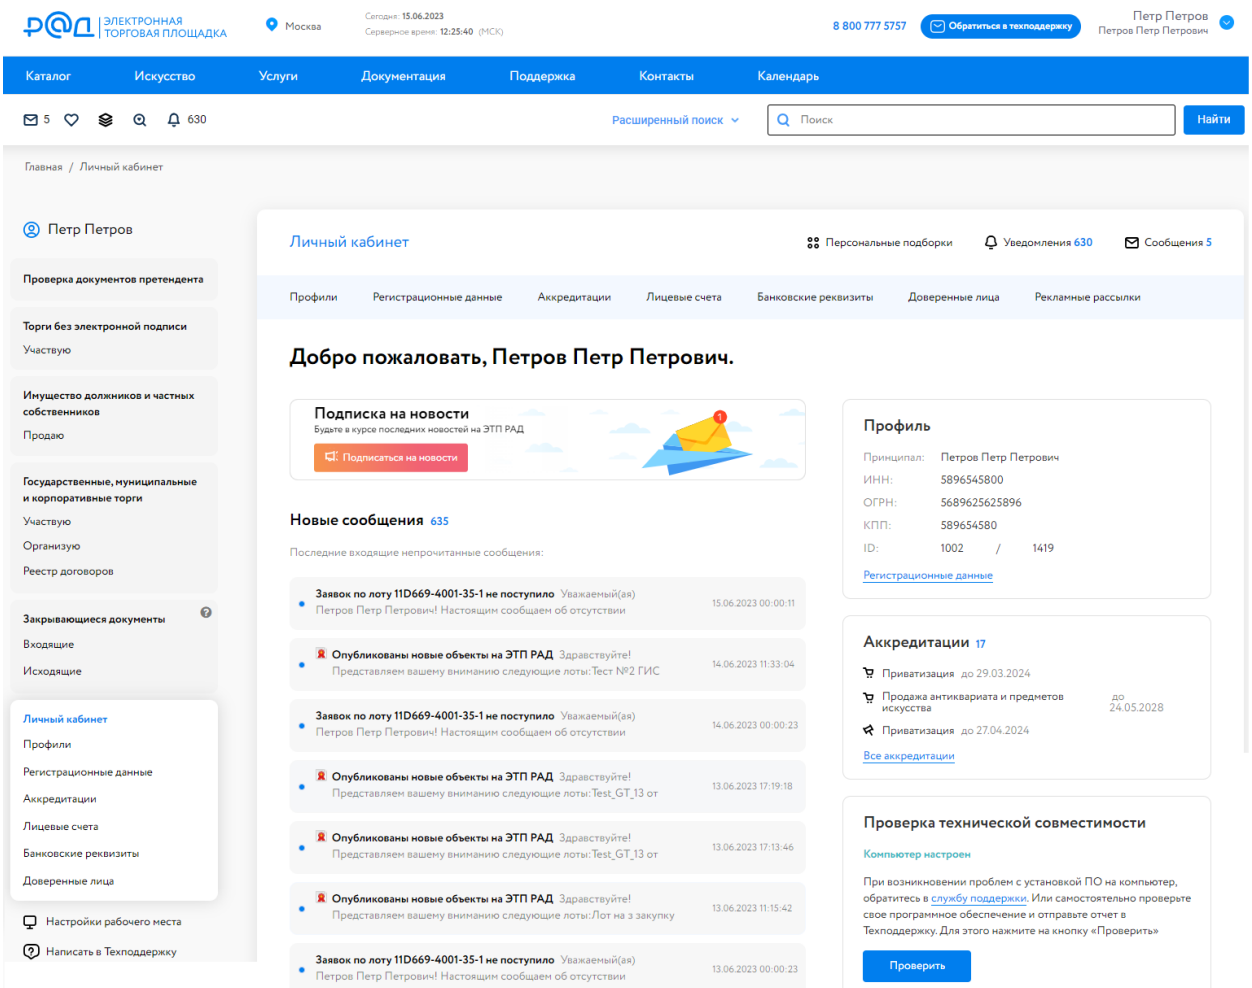 РАД ЭЛЕКТРОННАЯ
ТОРГОВАЯ ПЛОЩАДКА
Москва
Сегодня: 15.06.2023
Серверное время: 12:25:40 (МСК)
8 800 777 5757
Обратиться в техподдержку
Петр Петров
Петров Петр Петрович
Каталог Искусство Услуги Документация Поддержка Контакты Календарь
5 630
Расширенный поиск
Поиск
Найти
Главная / Личный кабинет
Петр Петров
Проверка документов претендента
Торги без электронной подписи
Участвую
Имущество должников и частных
собственников
Продаю
Государственные, муниципальные
и корпоративные торги
Участвую
Организую
Реестр договоров
Закрывающиеся документы ?
Входящие
Исходящие
Личный кабинет
Профили
Регистрационные данные
Аккредитации
Лицевые счета
Банковские реквизиты
Доверенные лица
Настройки рабочего места
Написать в Техподдержку
Личный кабинет
Персональные подборки Уведомления 630 Сообщения 5
Профили Регистрационные данные Аккредитации Лицевые счета Банковские реквизиты Доверенные лица Рекламные рассылки
Добро пожаловать, Петров Петр Петрович.
Подписка на новости
Будьте в курсе последних новостей на ЭТП РАД
Подписаться на новости
1
Новые сообщения 635
Последние входящие непрочитанные сообщения:
Заявок по лоту 11D669-4001-35-1 не поступило Уважаемый(ая)
Петров Петр Петрович! Настоящим сообщаем об отсутствии
15.06.2023 00:00:11
Опубликованы новые объекты на ЭТП РАД Здравствуйте!
Представляем вашему вниманию следующие лоты:Тест №2 ГИС
14.06.2023 11:33:04
Заявок по лоту 11D669-4001-35-1 не поступило Уважаемый(ая)
Петров Петр Петрович! Настоящим сообщаем об отсутствии
14.06.2023 00:00:23
Опубликованы новые объекты на ЭТП РАД Здравствуйте!
Представляем вашему вниманию следующие лоты:Test_GT_13 от
13.06.2023 17:19:18
Опубликованы новые объекты на ЭТП РАД Здравствуйте!
Представляем вашему вниманию следующие лоты:Test_GT_13 от
13.06.2023 17:13:46
Опубликованы новые объекты на ЭТП РАД Здравствуйте!
Представляем вашему вниманию следующие лоты:Лот на з закупку
13.06.2023 11:15:42
Заявок по лоту 11D669-4001-35-1 не поступило Уважаемый(ая)
Петров Петр Петрович! Настоящим сообщаем об отсутствии
13.06.2023 00:00:23
Профиль
Принципал: Петров Петр Петрович
ИНН: 5896545800
ОГРН: 5689625625896
КПП: 589654580
ID: 1002 / 1419
Регистрационные данные
Аккредитации 17
Приватизация до 29.03.2024
Продажа антиквариата и предметов
искусства
до
24.05.2028
Приватизация до 27.04.2024
Все аккредитации
Проверка технической совместимости
Компьютер настроен
При возникновении проблем с установкой ПО на компьютер,
обратитесь в службу поддержки. Или самостоятельно проверьте
свое программное обеспечение и отправьте отчет в
Техподдержку. Для этого нажмите на кнопку «Проверить»
Проверить